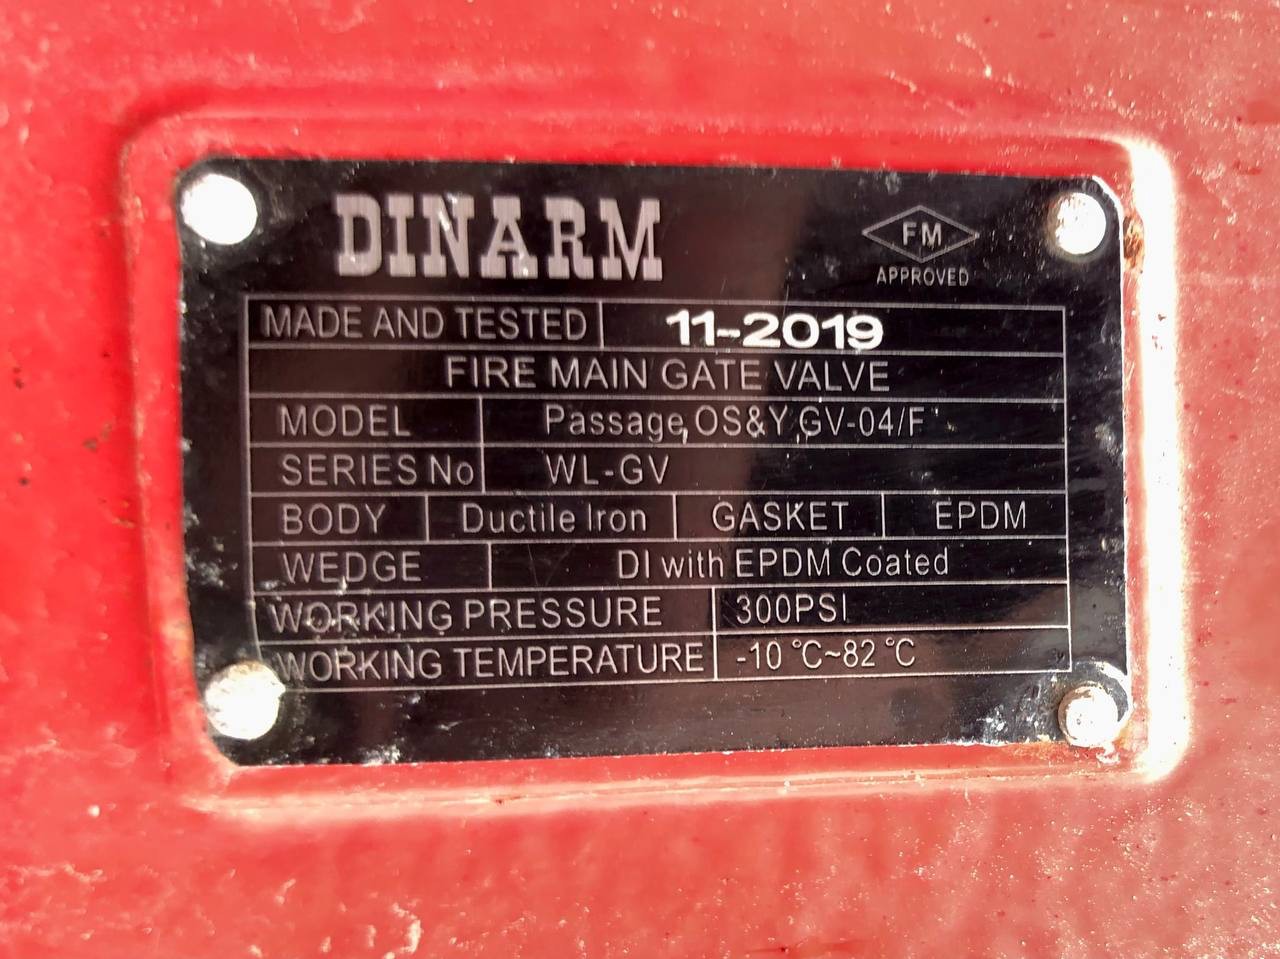 DINARM
FM
APPROVED
MADE AND TESTED 11-2019
FIRE MAIN GATE VALVE
MODEL Passage, OS&Y, GV-04/F
SERIES No WL-GV
BODY Ductile Iron GASKET EPDM
WEDGE DI with EPDM Coated
WORKING PRESSURE 300PSI
WORKING TEMPERATURE -10 °C~82 °C